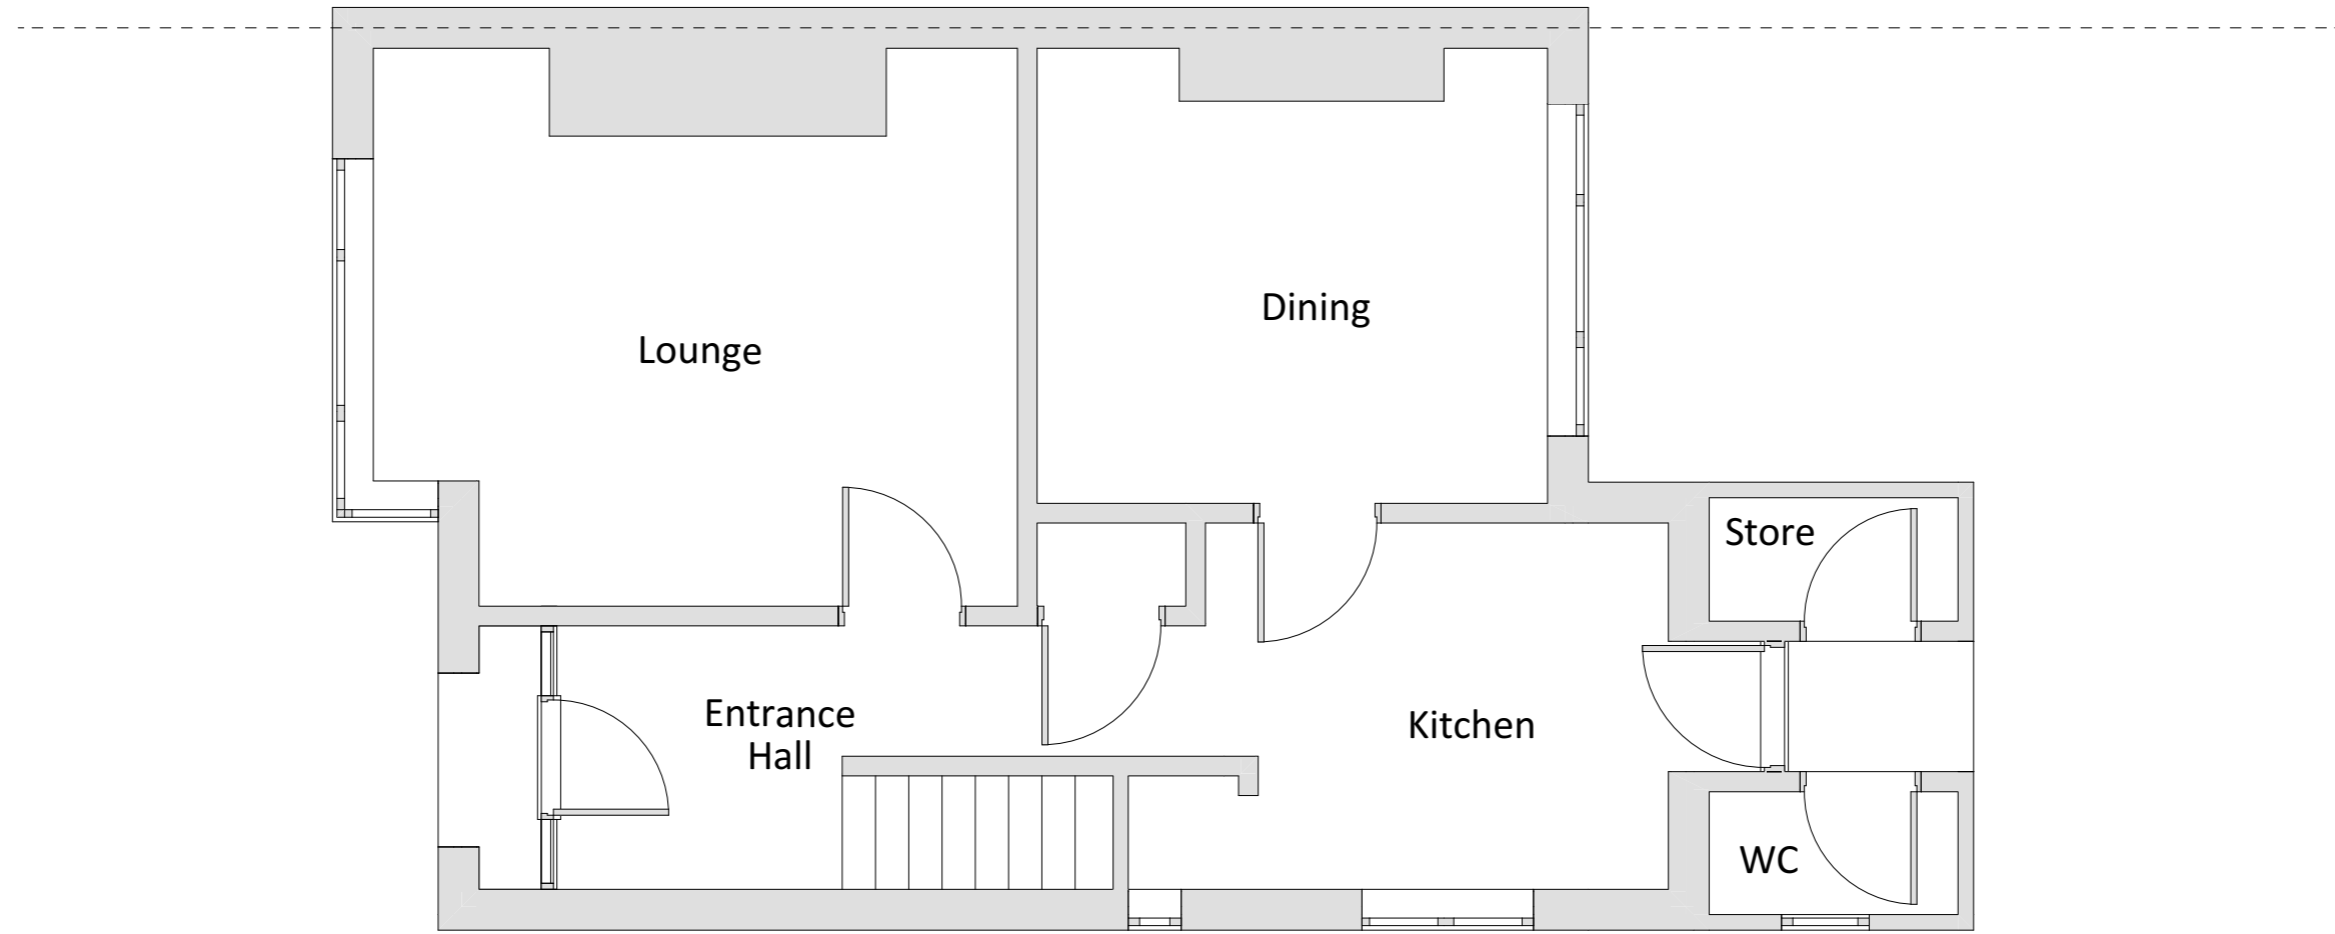 Lounge
Dining
Store
Entrance
Hall
Kitchen
WC